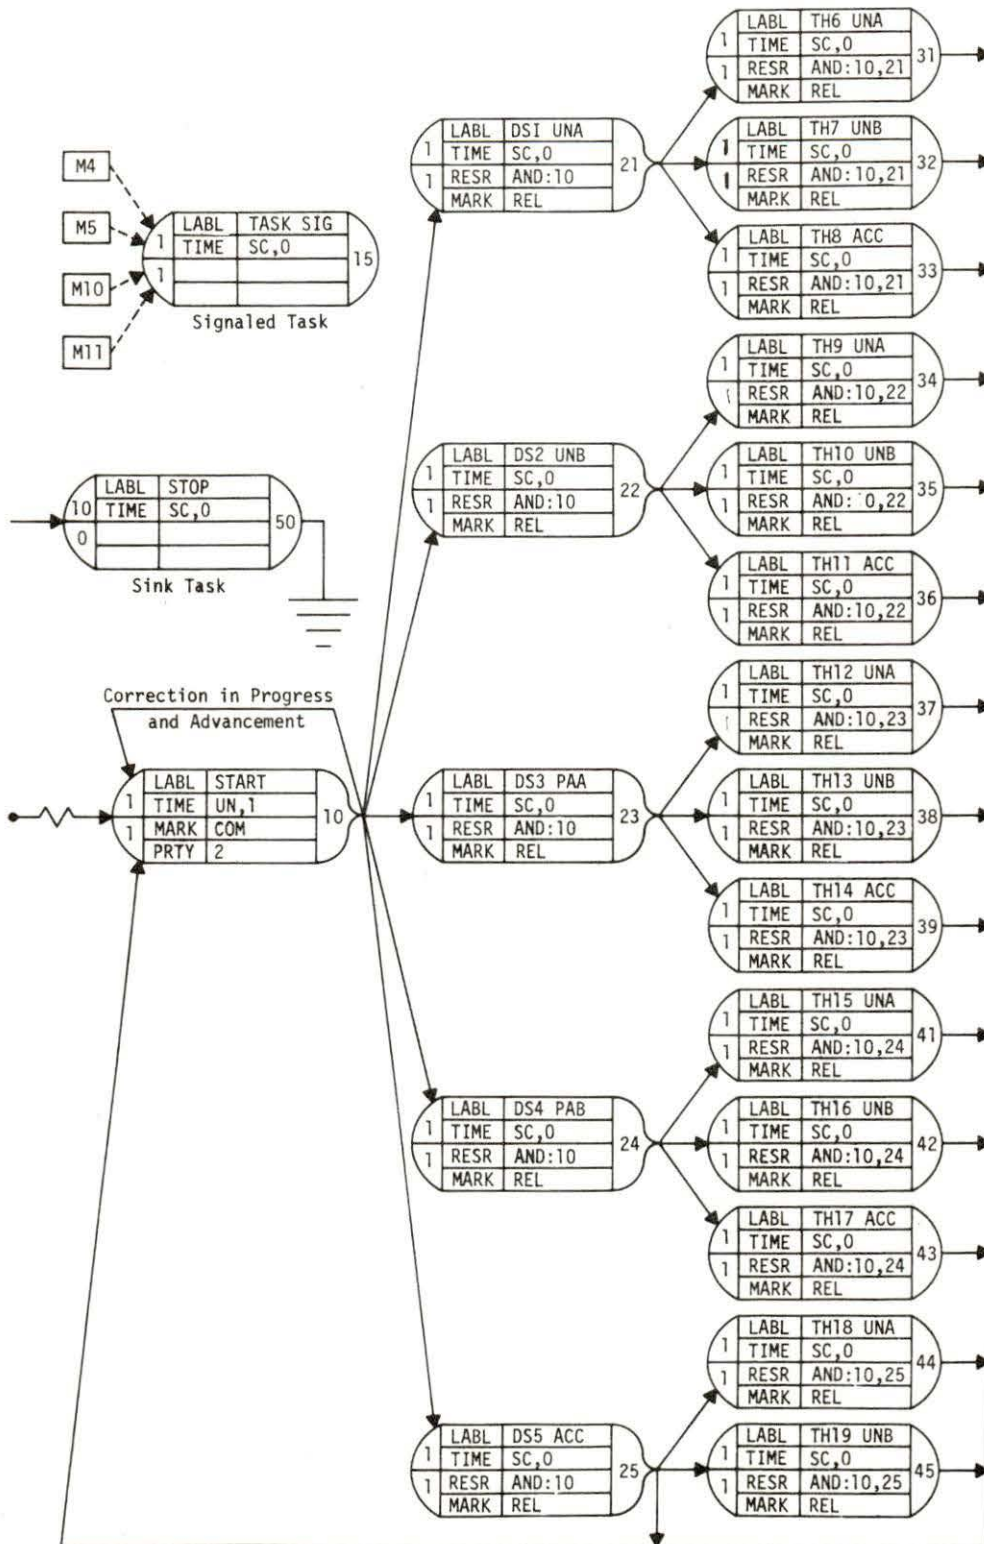 M4
M5
M10
M11
1 LABL TASK SIG
TIME SC,0
1
15
Signaled Task
10 LABL STOP
TIME SC,0
0
50
Sink Task
Correction in Progress
and Advancement
1 LABL START
TIME UN,1
1 MARK COM
PRTY 2
10
1 LABL DSI UNA
TIME SC,0
1 RESR AND:10
MARK REL
21
1 LABL DS2 UNB
TIME SC,0
1 RESR AND:10
MARK REL
22
1 LABL DS3 PAA
TIME SC,0
1 RESR AND:10
MARK REL
23
1 LABL DS4 PAB
TIME SC,0
1 RESR AND:10
MARK REL
24
1 LABL DS5 ACC
TIME SC,0
1 RESR AND:10
MARK REL
25
1 LABL TH6 UNA
TIME SC,0
1 RESR AND:10,21
MARK REL
31
1 LABL TH7 UNB
TIME SC,0
1 RESR AND:10,21
MARK REL
32
1 LABL TH8 ACC
TIME SC,0
1 RESR AND:10,21
MARK REL
33
1 LABL TH9 UNA
TIME SC,0
RESR AND:10,22
MARK REL
34
1 LABL TH10 UNB
TIME SC,0
1 RESR AND:10,22
MARK REL
35
1 LABL TH11 ACC
TIME SC,0
1 RESR AND:10,22
MARK REL
36
1 LABL TH12 UNA
TIME SC,0
RESR AND:10,23
MARK REL
37
1 LABL TH13 UNB
TIME SC,0
1 RESR AND:10,23
MARK REL
38
1 LABL TH14 ACC
TIME SC,0
1 RESR AND:10,23
MARK REL
39
1 LABL TH15 UNA
TIME SC,0
1 RESR AND:10,24
MARK REL
41
1 LABL TH16 UNB
TIME SC,0
1 RESR AND:10,24
MARK REL
42
1 LABL TH17 ACC
TIME SC,0
1 RESR AND:10,24
MARK REL
43
1 LABL TH18 UNA
TIME SC,0
1 RESR AND:10,25
MARK REL
44
1 LABL TH19 UNB
TIME SC,0
1 RESR AND:10,25
MARK REL
45